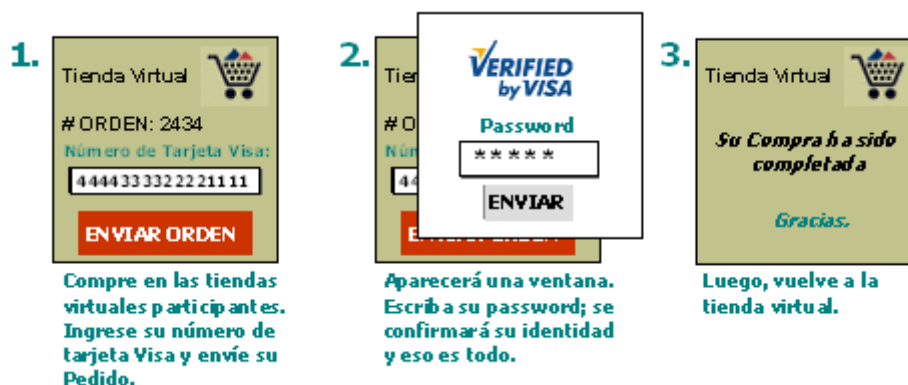 1.
Tienda Virtual
# ORDEN: 2434
Número de Tarjeta Visa:
4444333322221111
ENVIAR ORDEN
Compre en las tiendas
virtuales participantes.
Ingrese su número de
tarjeta Visa y envíe su
Pedido.
2.
Tien
# O
Núm
44
VERIFIED
by VISA
Password
*****
ENVIAR
Aparecerá una ventana.
Escriba su password; se
confirmará su identidad
y eso es todo.
3.
Tienda Virtual
Su Compra ha sido
completada
Gracias.
Luego, vuelve a la
tienda virtual.